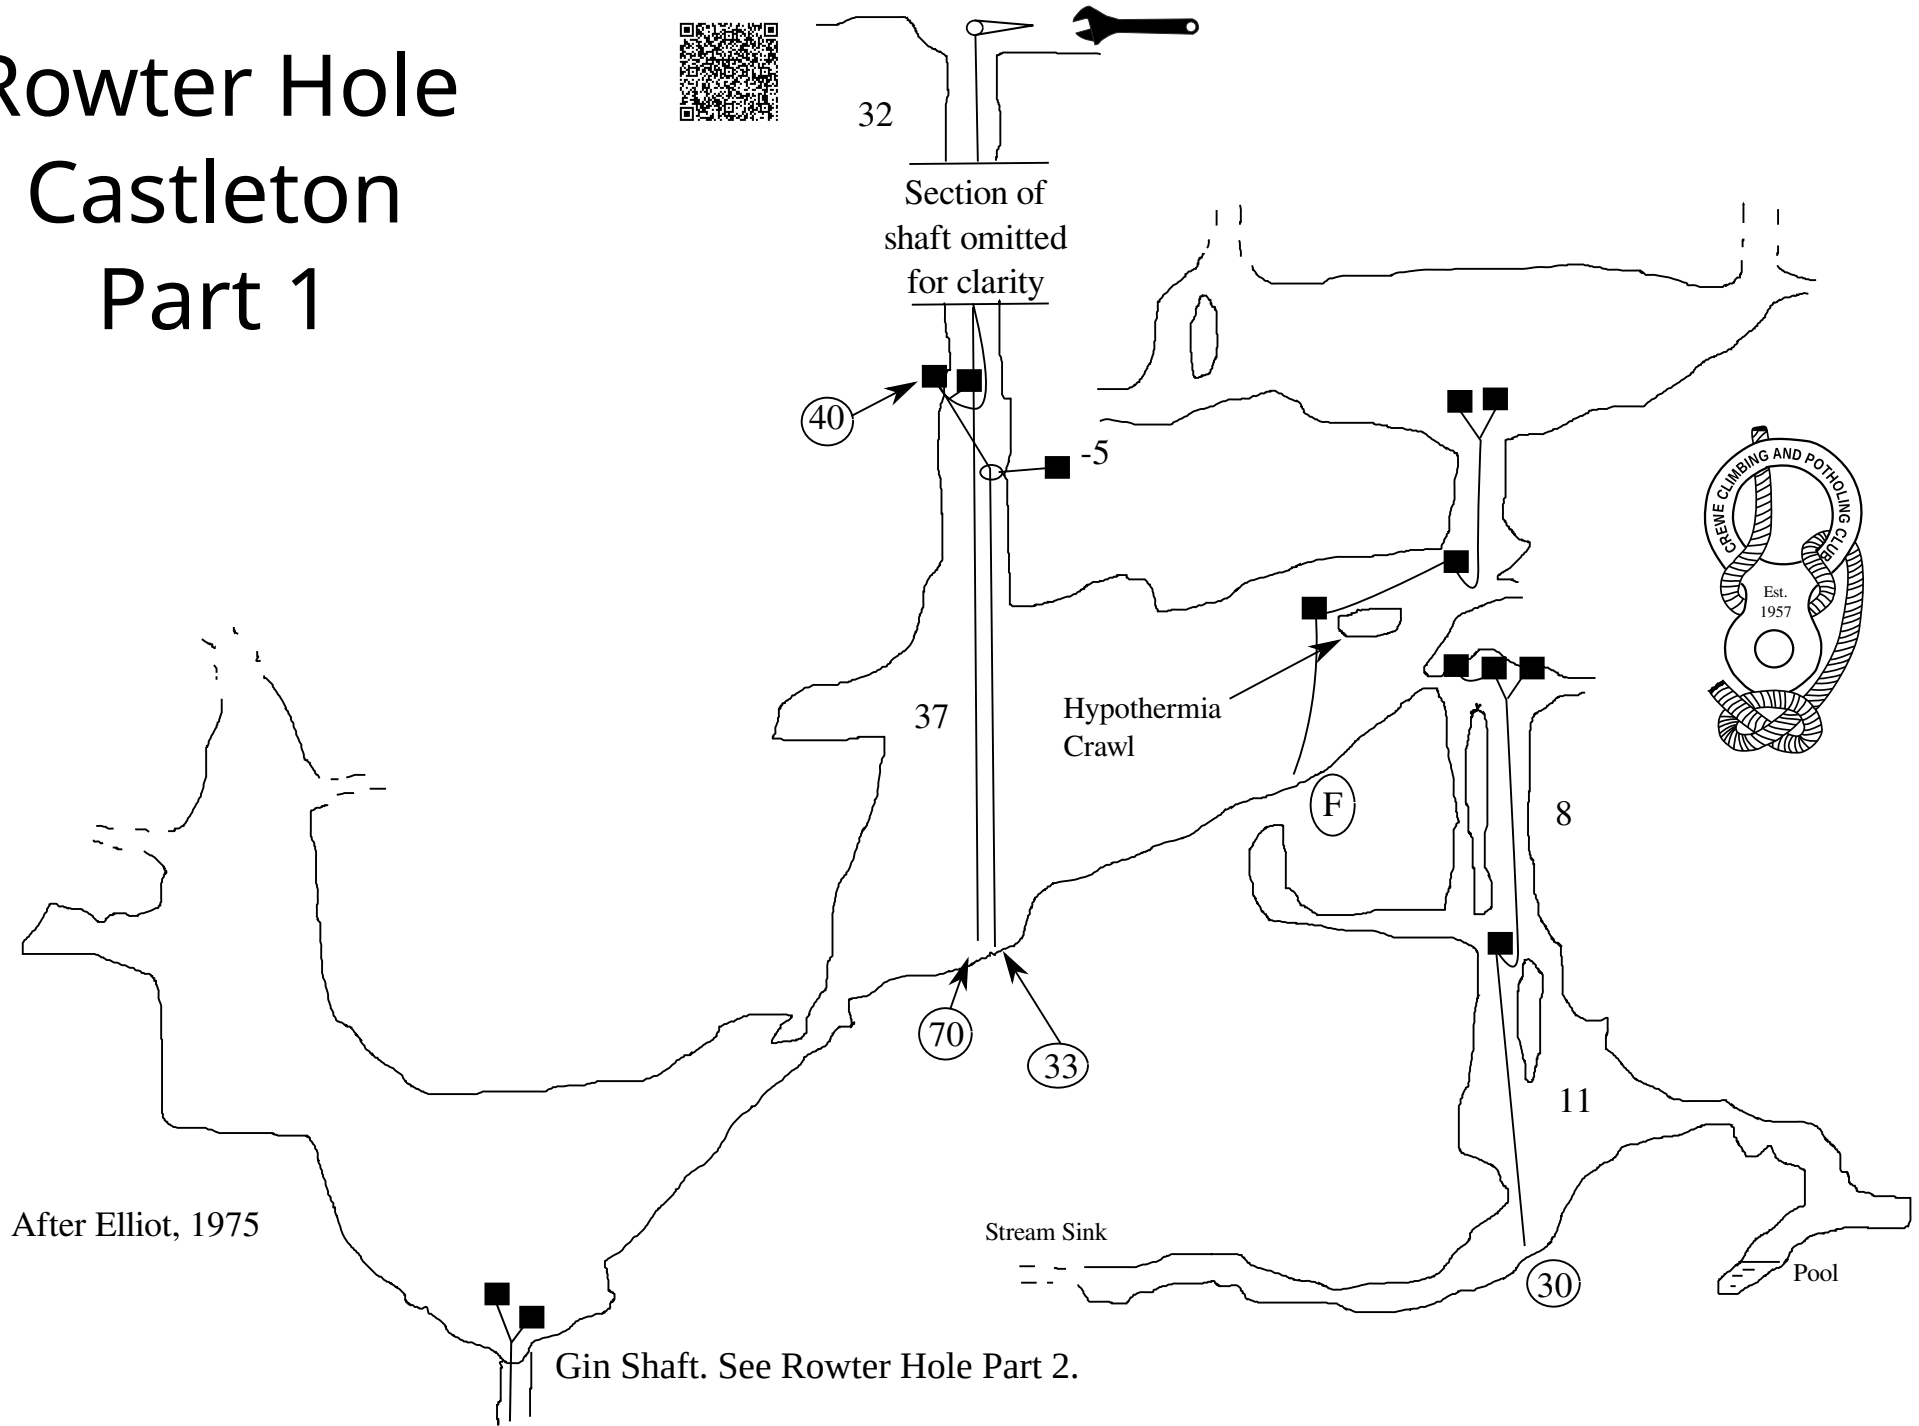 Rowter Hole
Castleton
Part 1
32
Section of
shaft omitted
for clarity
40
-5
CREWE CLIMBING AND POTHOLING CLUB
Est.
1957
37
Hypothermia
Crawl
F
8
70
33
11
After Elliot, 1975
Stream Sink
30
Pool
Gin Shaft. See Rowter Hole Part 2.